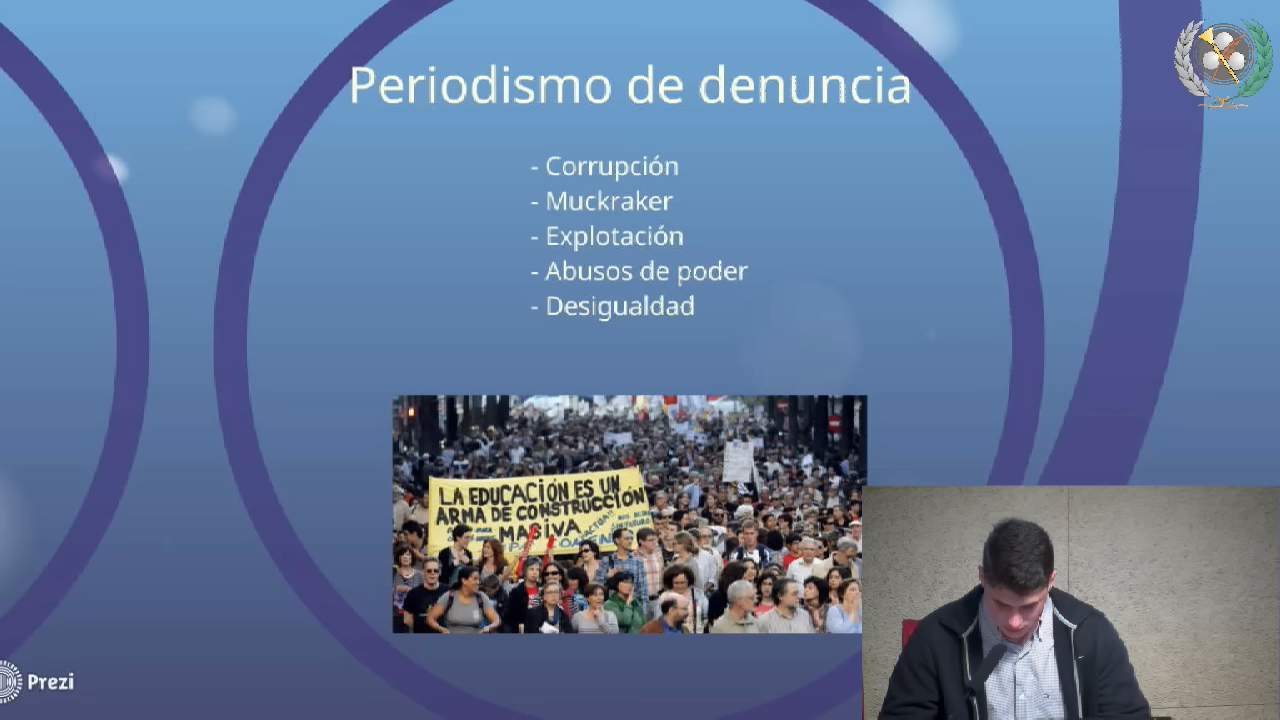 Periodismo de denuncia
- Corrupción
- Muckraker
- Explotación
- Abusos de poder
- Desigualdad
LA EDUCACIÓN ES UN
ARMA DE CONSTRUCCIÓN
MASIVA
Prezi